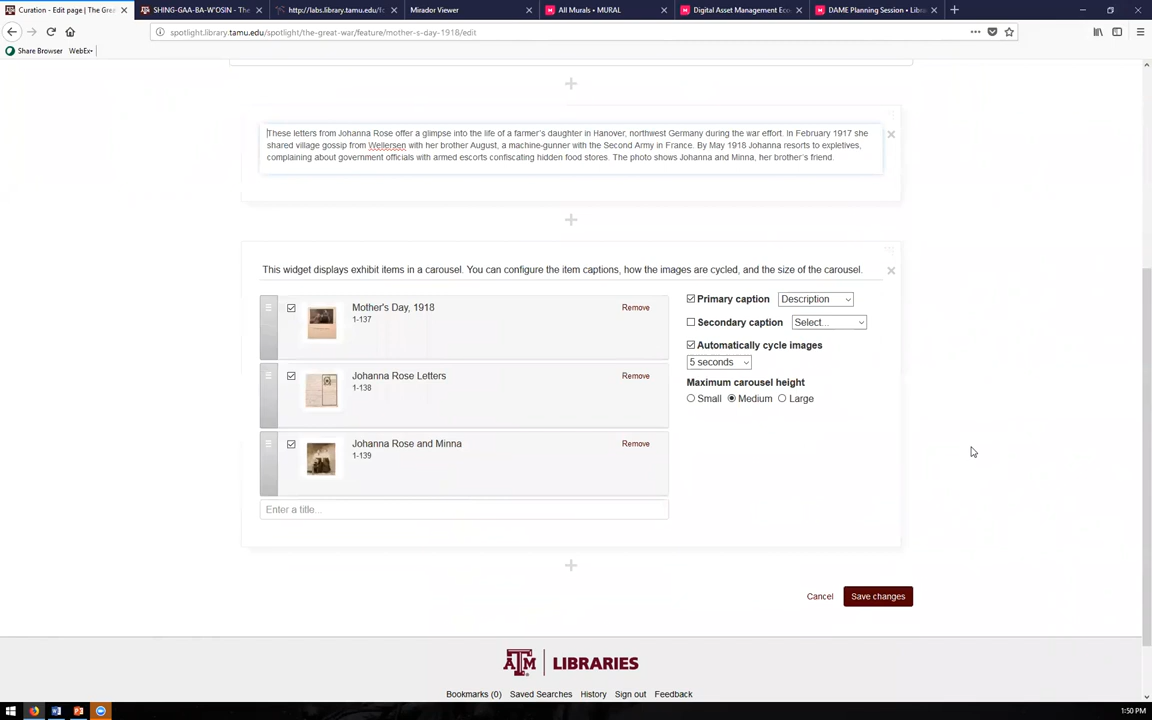 Curation - Edit page | The Grea
SHING-GAA-BA-W'OSIN - The G
http://labs.library.tamu.edu/fo
Mirador Viewer
All Murals • MURAL
Digital Asset Management Eco
DAME Planning Session • Libra
spotlight.library.tamu.edu/spotlight/the-great-war/feature/mother-s-day-1918/edit
Share Browser WebEx
These letters from Johanna Rose offer a glimpse into the life of a farmer's daughter in Hanover, northwest Germany during the war effort. In February 1917 she
shared village gossip from Wellersen with her brother August, a machine-gunner with the Second Army in France. By May 1918 Johanna resorts to expletives,
complaining about government officials with armed escorts confiscating hidden food stores. The photo shows Johanna and Minna, her brother's friend.
This widget displays exhibit items in a carousel. You can configure the item captions, how the images are cycled, and the size of the carousel.
Mother's Day, 1918
1-137
Remove
Johanna Rose Letters
1-138
Remove
Johanna Rose and Minna
1-139
Remove
Enter a title...
Primary caption Description
Secondary caption Select...
Automatically cycle images
5 seconds
Maximum carousel height
Small Medium Large
Cancel Save changes
ATM LIBRARIES
Bookmarks (0) Saved Searches History Sign out Feedback
1:50 PM